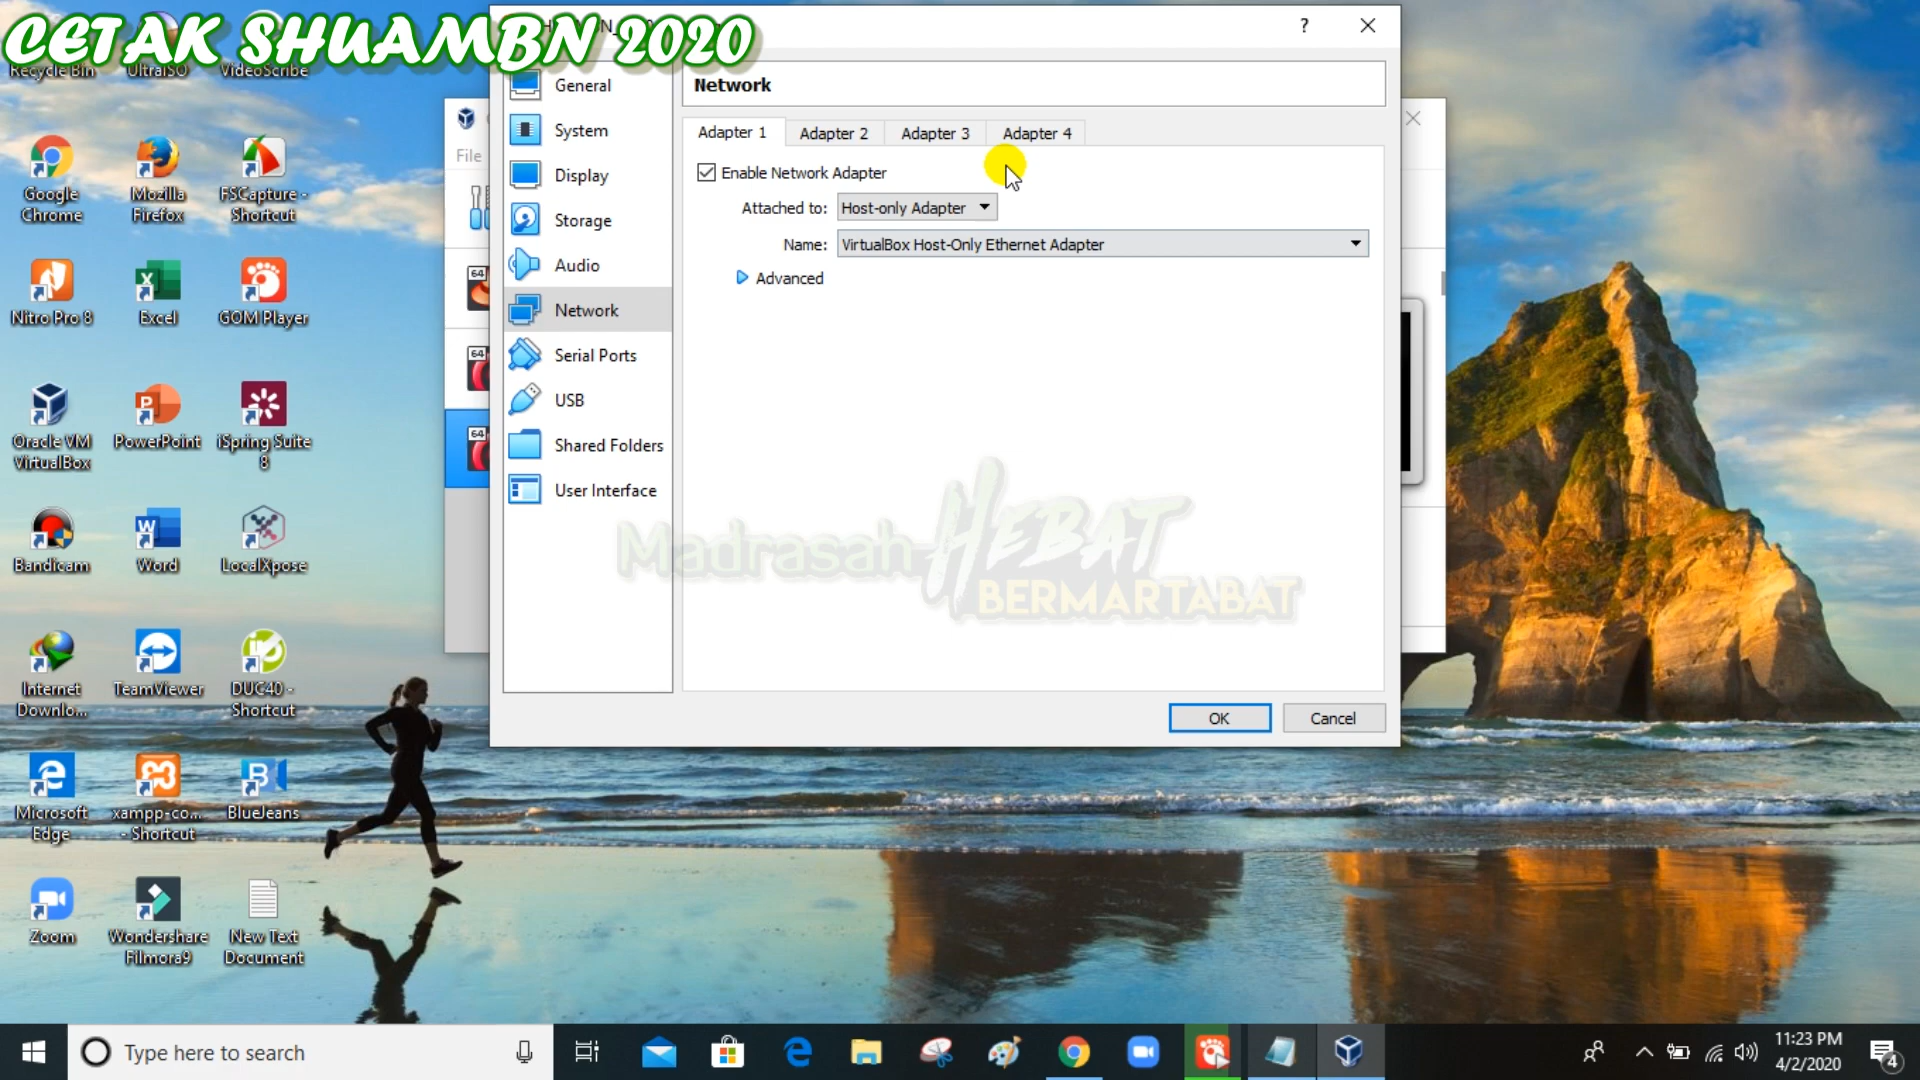 CETAK SHUAMBN 2020
Recycle Bin
UltraISO
VideoScribe
?
General
Network
System
Adapter 1
Adapter 2
Adapter 3
Adapter 4
File
Display
Enable Network Adapter
Google
Chrome
Mozilla
Firefox
FSCapture -
Shortcut
Storage
Attached to:
Host-only Adapter
Name:
VirtualBox Host-Only Ethernet Adapter
Audio
Advanced
64
Nitro Pro 8
Excel
GOM Player
Network
Serial Ports
64
USB
Oracle VM
VirtualBox
PowerPoint
iSpring Suite
8
64
Shared Folders
User Interface
Madrasah HEBAT
BERMARTABAT
Bandicam
Word
LocalXpose
Internet
Downlo...
TeamViewer
DUC40 -
Shortcut
OK
Cancel
Microsoft
Edge
xampp-co...
- Shortcut
BlueJeans
Zoom
Wondershare
Filmora9
New Text
Document
Type here to search
11:23 PM
4/2/2020
4